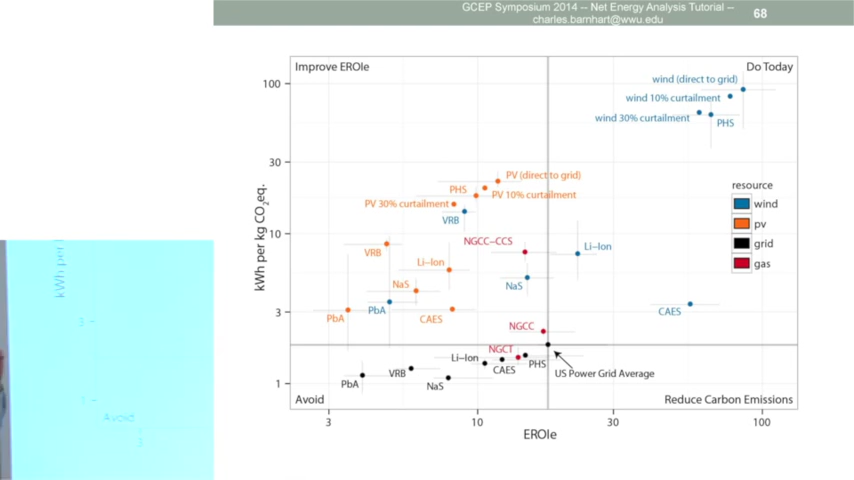 GCEP Symposium 2014 -- Net Energy Analysis Tutorial --
charles.barnhart@wwu.edu
68
Improve EROIe
Do Today
wind (direct to grid)
wind 10% curtailment
wind 30% curtailment
PHS
PV (direct to grid)
PHS
PV 10% curtailment
PV 30% curtailment
VRB
resource
wind
pv
grid
gas
NGCC-CCS
Li-Ion
VRB
Li-Ion
NaS
NaS
PbA
PbA
CAES
CAES
NGCC
NGCT
Li-Ion
PHS
CAES
US Power Grid Average
VRB
PbA
NaS
Avoid
Reduce Carbon Emissions
100
30
10
3
1
kWh per kg CO2eq.
3
10
30
100
EROIe
kWh per
3
Avoid
3